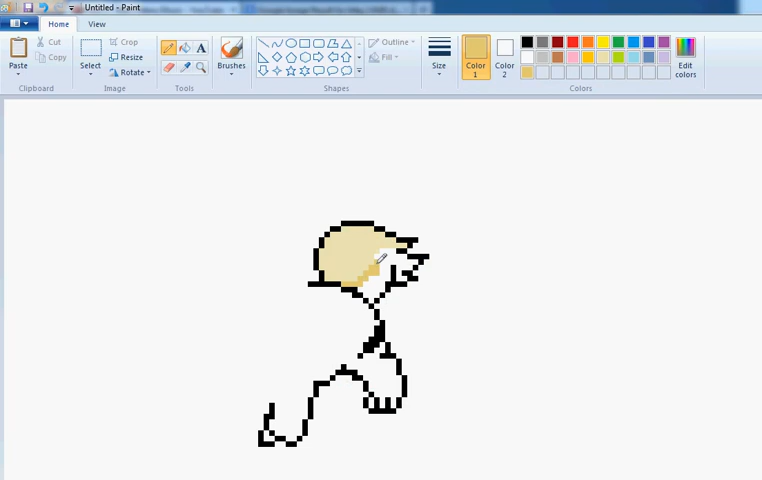 Untitled - Paint
Home View
Paste
Cut
Copy
Clipboard
Select
Crop
Resize
Rotate
Image
A
Tools
Brushes
Outline
Fill
Shapes
Size
Color 1
Color 2
Edit colors
Colors